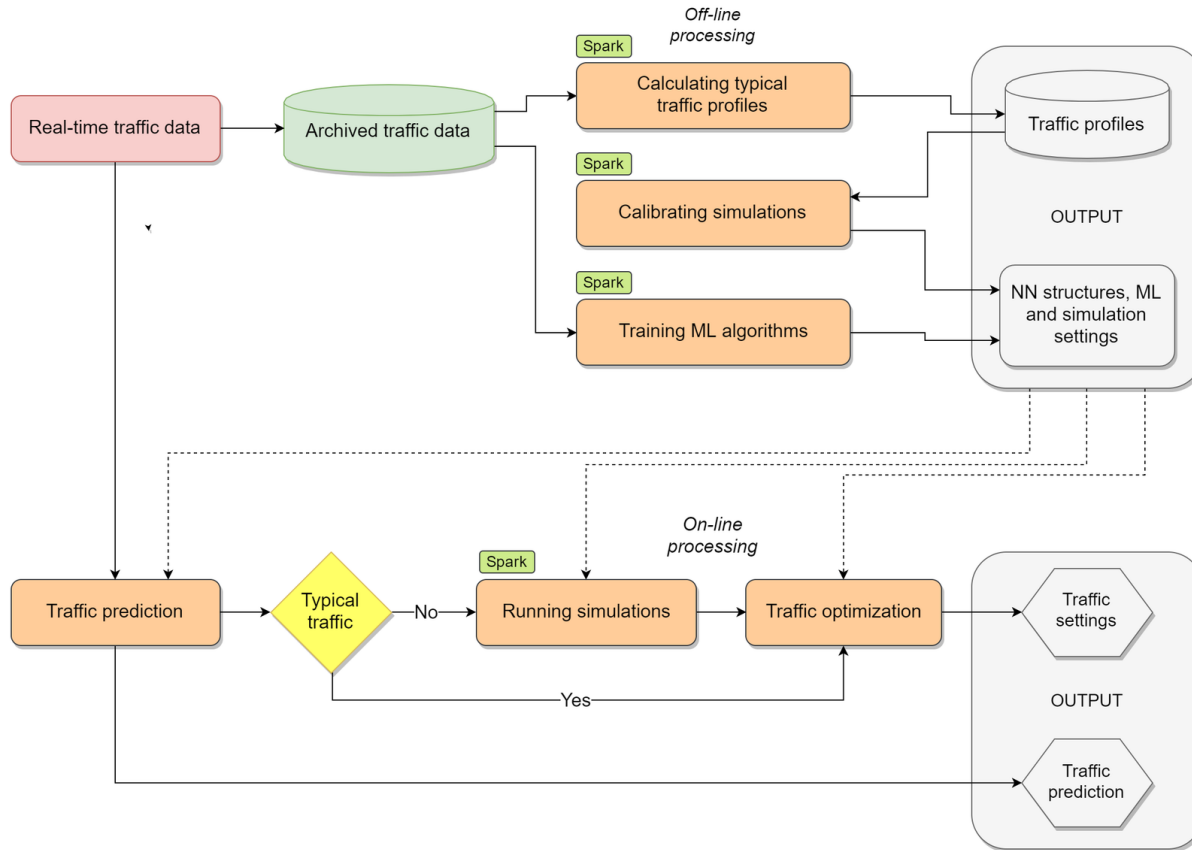 Off-line
processing
Spark
Calculating typical
traffic profiles
Real-time traffic data
Archived traffic data
Traffic profiles
Spark
Calibrating simulations
OUTPUT
Spark
Training ML algorithms
NN structures, ML
and simulation
settings
On-line
processing
Spark
Traffic prediction
Typical
traffic
No
Running simulations
Traffic optimization
Traffic
settings
Yes
OUTPUT
Traffic
prediction